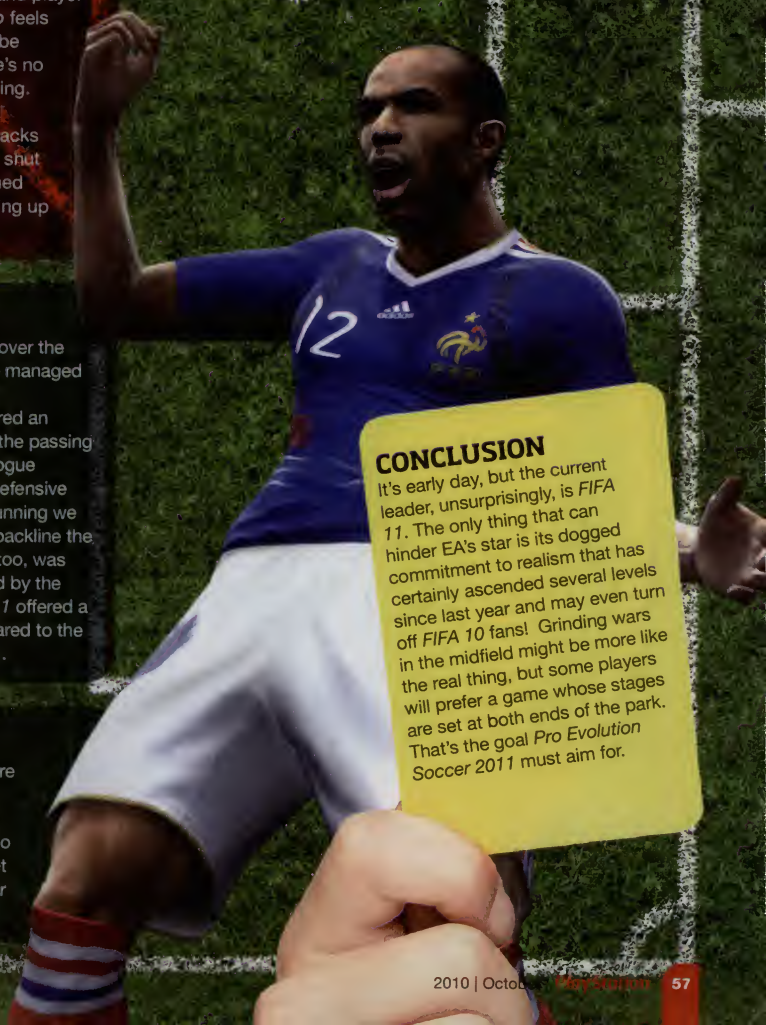 feels
be
e's no
ing.
acks
shut
ng up
over the
managed
red an
the passing
ogue
efensive
unning we
backline the
too, was
d by the
1 offered a
ared to the
re
o
t
r
12
adidas
CONCLUSION
It's early day, but the current
leader, unsurprisingly, is FIFA
11. The only thing that can
hinder EA's star is its dogged
commitment to realism that has
certainly ascended several levels
since last year and may even turn
off FIFA 10 fans! Grinding wars
in the midfield might be more like
the real thing, but some players
will prefer a game whose stages
are set at both ends of the park.
That's the goal Pro Evolution
Soccer 2011 must aim for.
2010 | Octob PlayStation 57